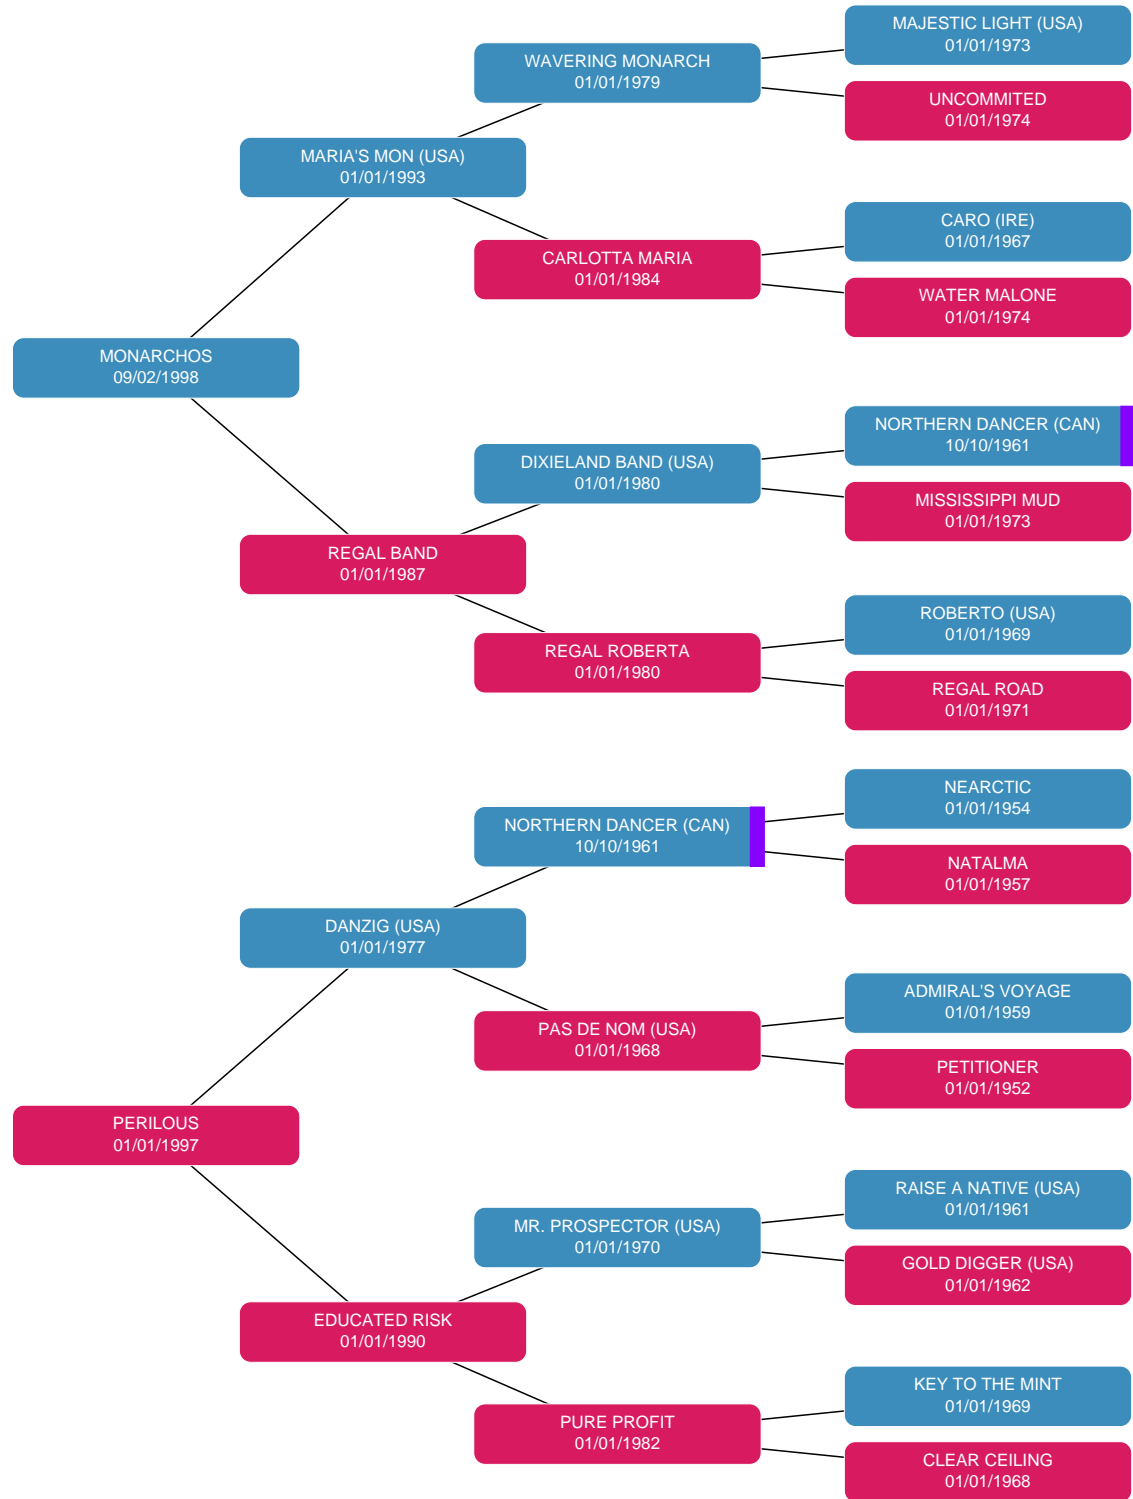 MAJESTIC LIGHT (USA)
01/01/1973
WAVERING MONARCH
01/01/1979
UNCOMMITED
01/01/1974
MARIA'S MON (USA)
01/01/1993
CARO (IRE)
01/01/1967
CARLOTTA MARIA
01/01/1984
WATER MALONE
01/01/1974
MONARCHOS
09/02/1998
NORTHERN DANCER (CAN)
10/10/1961
DIXIELAND BAND (USA)
01/01/1980
MISSISSIPPI MUD
01/01/1973
REGAL BAND
01/01/1987
ROBERTO (USA)
01/01/1969
REGAL ROBERTA
01/01/1980
REGAL ROAD
01/01/1971
NEARCTIC
01/01/1954
NORTHERN DANCER (CAN)
10/10/1961
NATALMA
01/01/1957
DANZIG (USA)
01/01/1977
ADMIRAL'S VOYAGE
01/01/1959
PAS DE NOM (USA)
01/01/1968
PETITIONER
01/01/1952
PERILOUS
01/01/1997
RAISE A NATIVE (USA)
01/01/1961
MR. PROSPECTOR (USA)
01/01/1970
GOLD DIGGER (USA)
01/01/1962
EDUCATED RISK
01/01/1990
KEY TO THE MINT
01/01/1969
PURE PROFIT
01/01/1982
CLEAR CEILING
01/01/1968